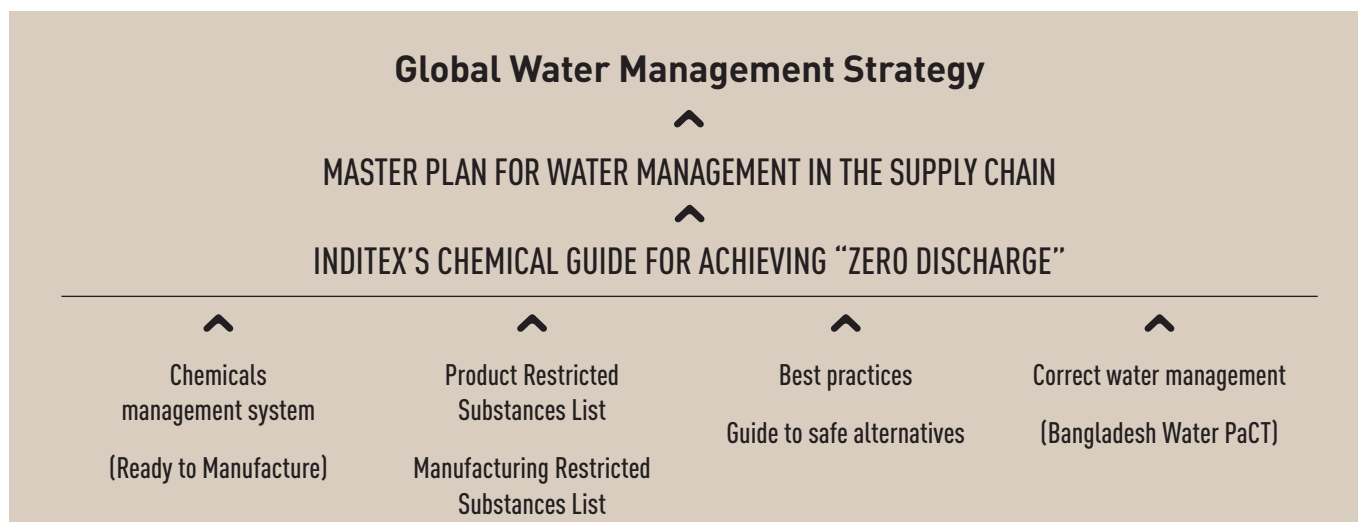 Global Water Management Strategy
MASTER PLAN FOR WATER MANAGEMENT IN THE SUPPLY CHAIN
INDITEX’S CHEMICAL GUIDE FOR ACHIEVING “ZERO DISCHARGE”
Chemicals
management system
(Ready to Manufacture)
Product Restricted
Substances List
Manufacturing Restricted
Substances List
Best practices
Guide to safe alternatives
Correct water management
(Bangladesh Water PaCT)